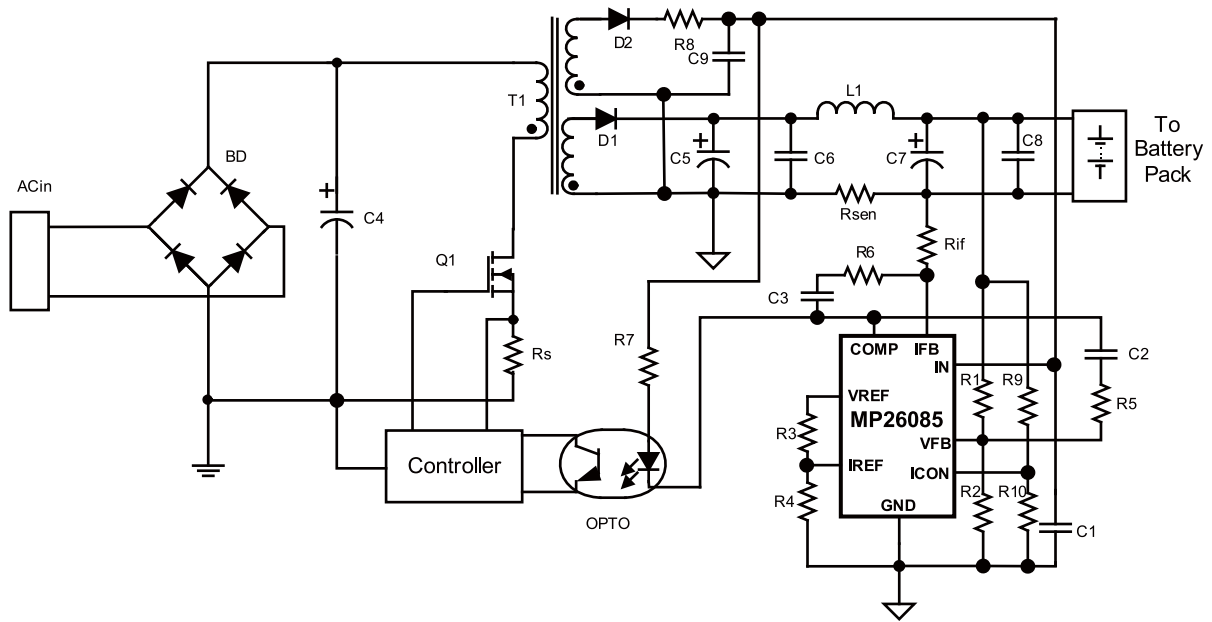 D2
R8
C9
T1
L1
D1
C5
C6
C7
C8
To
Battery
Pack
BD
ACin
C4
Rsen
Rif
Q1
R6
C3
Rs
R7
COMP
IFB
IN
C2
R1
R9
R5
VREF
MP26085
R3
VFB
IREF
ICON
Controller
R4
R2
R10
GND
OPTO
C1